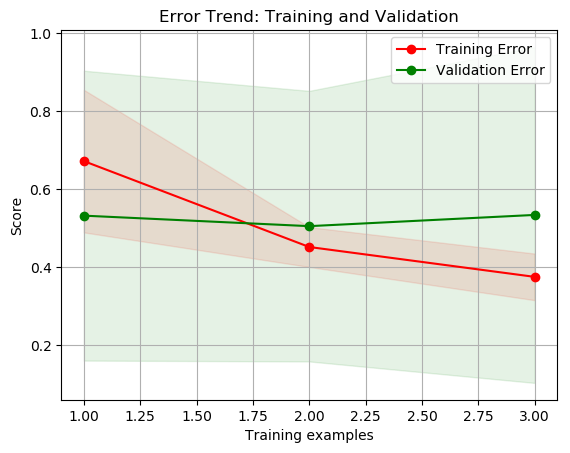 Error Trend: Training and Validation
1.0
0.8
0.6
0.4
0.2
Score
Training Error
Validation Error
1.00 1.25 1.50 1.75 2.00 2.25 2.50 2.75 3.00
Training examples